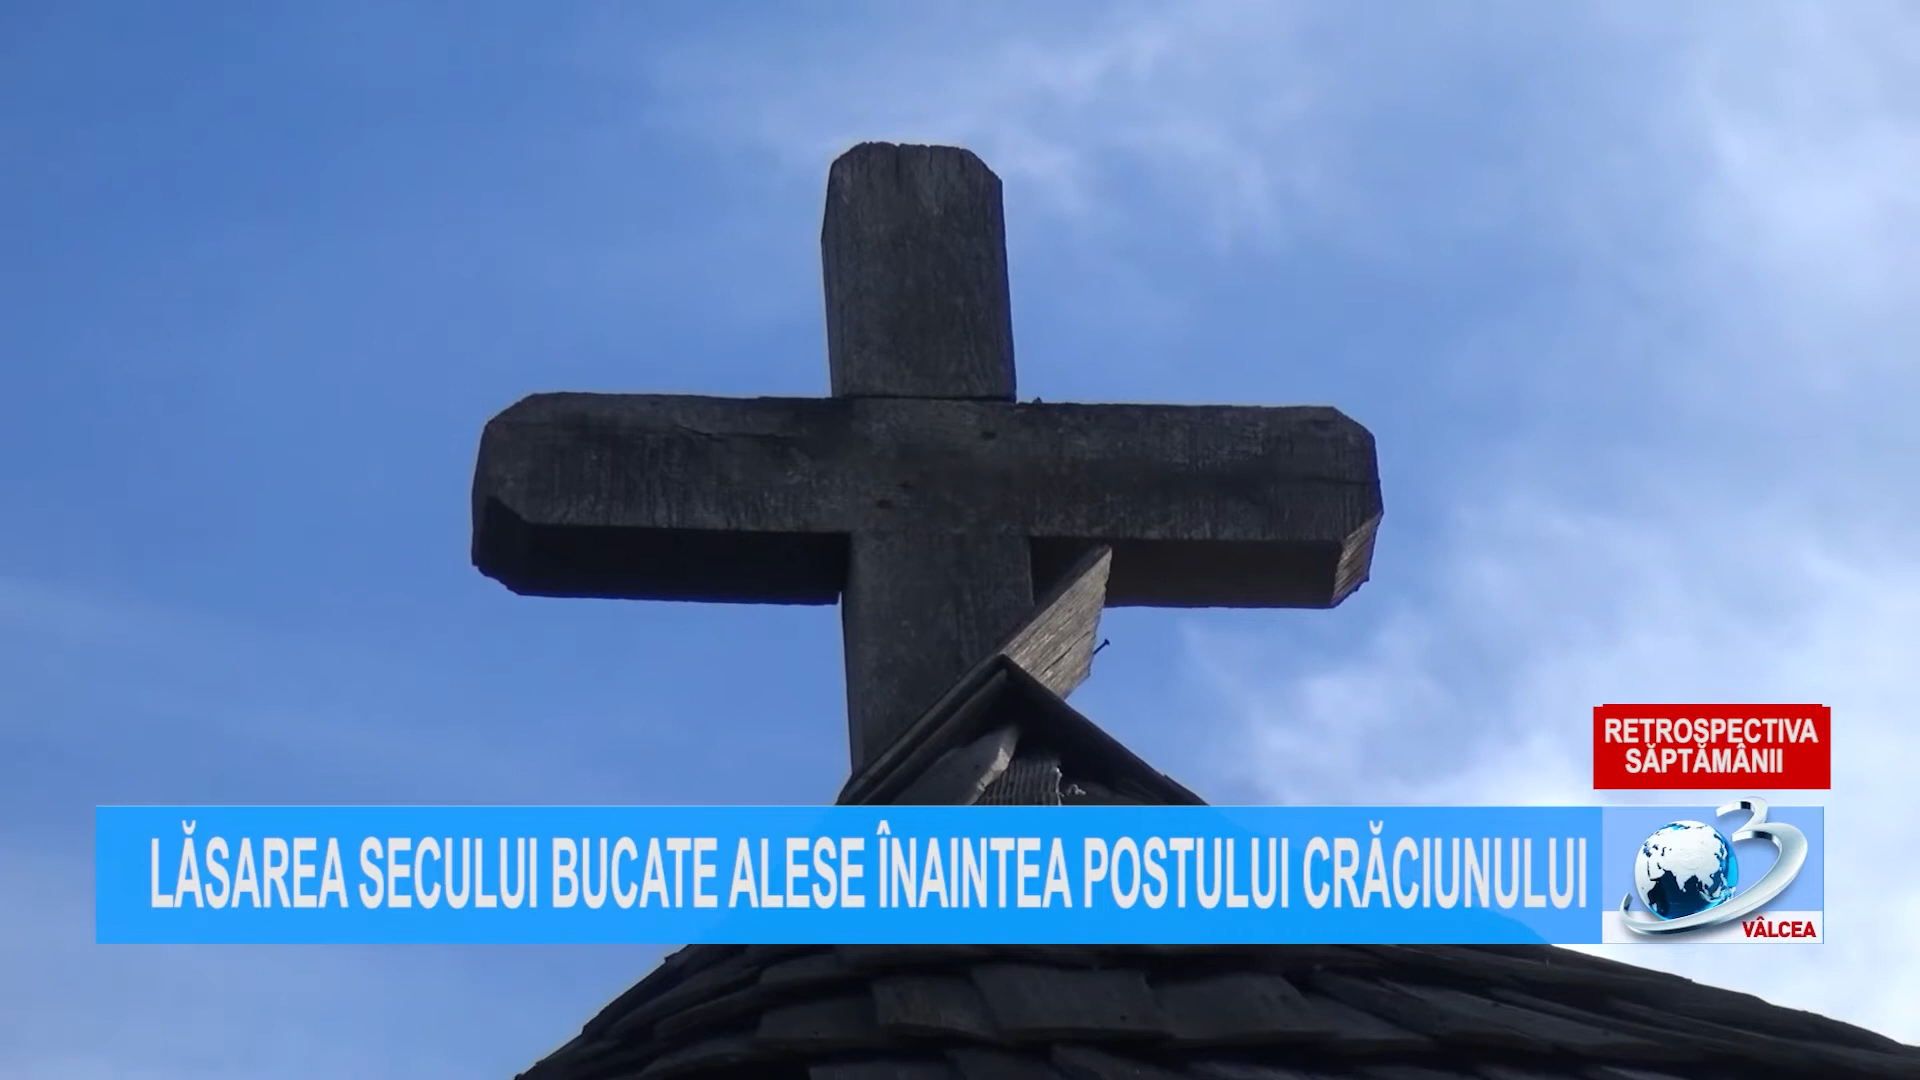 RETROSPECTIVA
SĂPTĂMÂNII
LĂSAREA SECULUI BUCATE ALESE ÎNAINTEA POSTULUI CRĂCIUNULUI
3
VÂLCEA